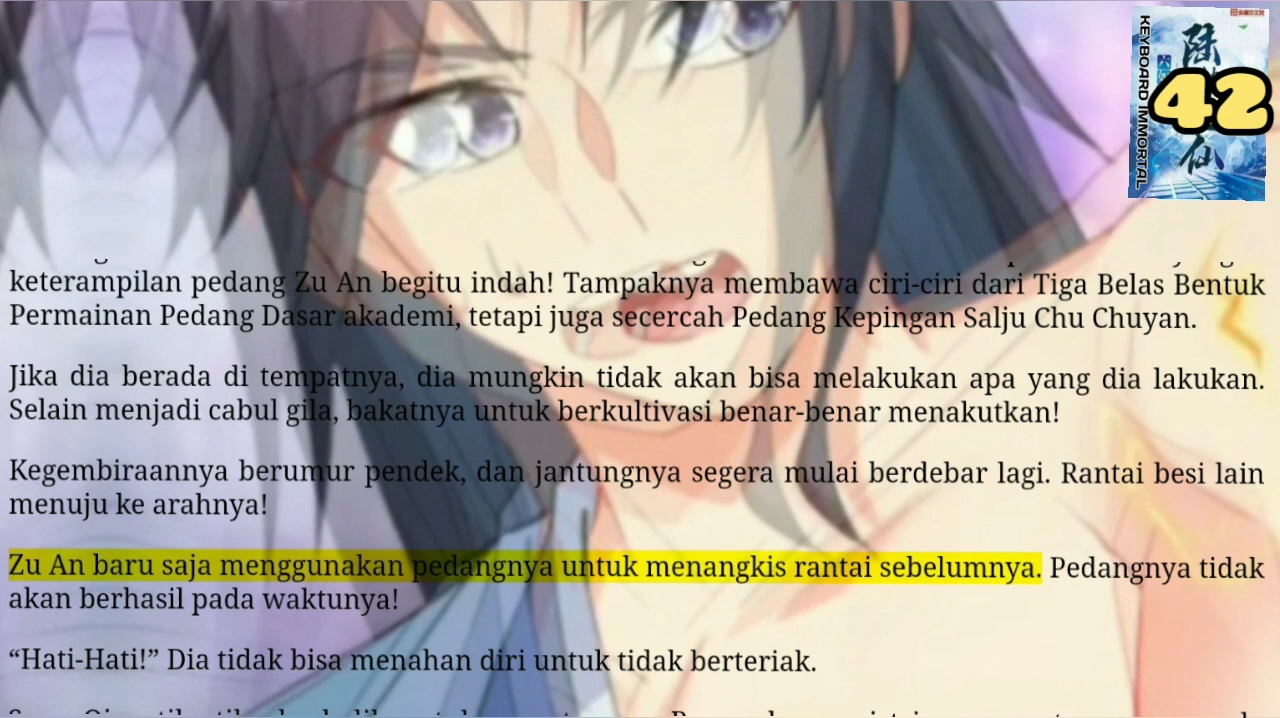 KEYBOARD IMMORTAL
42
仙
keterampilan pedang Zu An begitu indah! Tampaknya membawa ciri-ciri dari Tiga Belas Bentuk
Permainan Pedang Dasar akademi, tetapi juga secercah Pedang Kepingan Salju Chu Chuyan.
Jika dia berada di tempatnya, dia mungkin tidak akan bisa melakukan apa yang dia lakukan.
Selain menjadi cabul gila, bakatnya untuk berkultivasi benar-benar menakutkan!
Kegembiraannya berumur pendek, dan jantungnya segera mulai berdebar lagi. Rantai besi lain
menuju ke arahnya!
Zu An baru saja menggunakan pedangnya untuk menangkis rantai sebelumnya. Pedangnya tidak
akan berhasil pada waktunya!
“Hati-Hati!” Dia tidak bisa menahan diri untuk tidak berteriak.